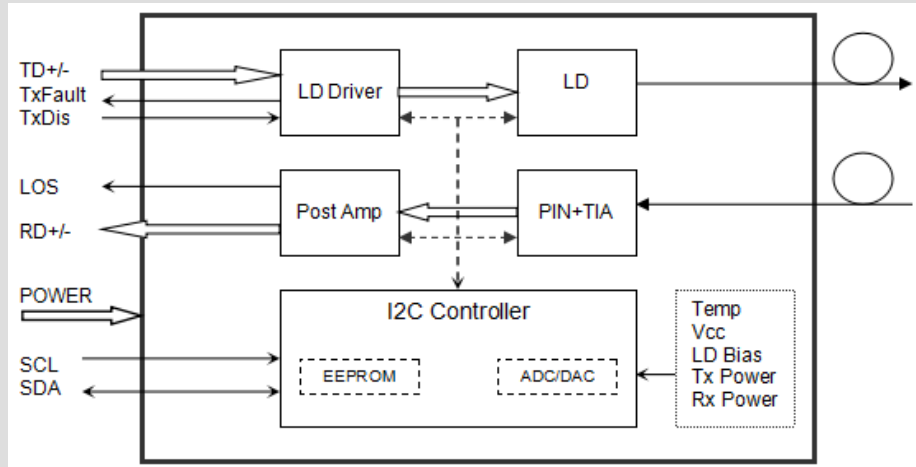 TD+/-
TxFault
TxDis
LD Driver
LD
LOS
RD+/-
Post Amp
PIN+TIA
POWER
SCL
SDA
I2C Controller
EEPROM
ADC/DAC
Temp
Vcc
LD Bias
Tx Power
Rx Power